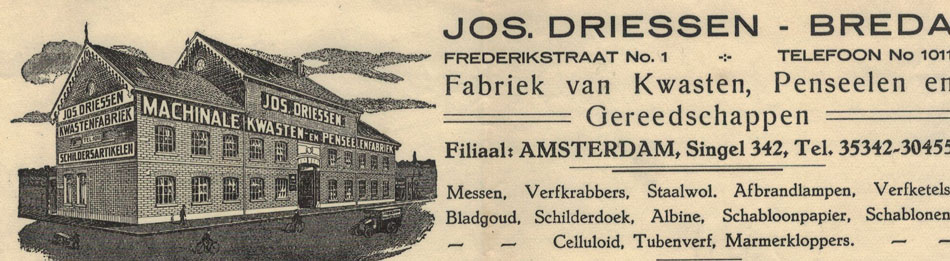 JOS. DRIESSEN - BREDA
FREDERIKSTRAAT No. 1 TELEFOON No 1011
Fabriek van Kwasten, Penseelen en
Gereedschappen
Filiaal: AMSTERDAM, Singel 342, Tel. 35342-30455
Messen, Verfkrabbers, Staalwol. Afbrandlampen, Verfketels
Bladgoud, Schilderdoek, Albine, Schabloonpapier, Schablonen
— — Celluloid, Tubenverf, Marmerkloppers. — —
JOS DRIESSEN
KWASTENFABRIEK
SCHILDERSARTIKELEN
MACHINALE KWASTEN- EN PENSEELENFABRIEK
JOS. DRIESSEN